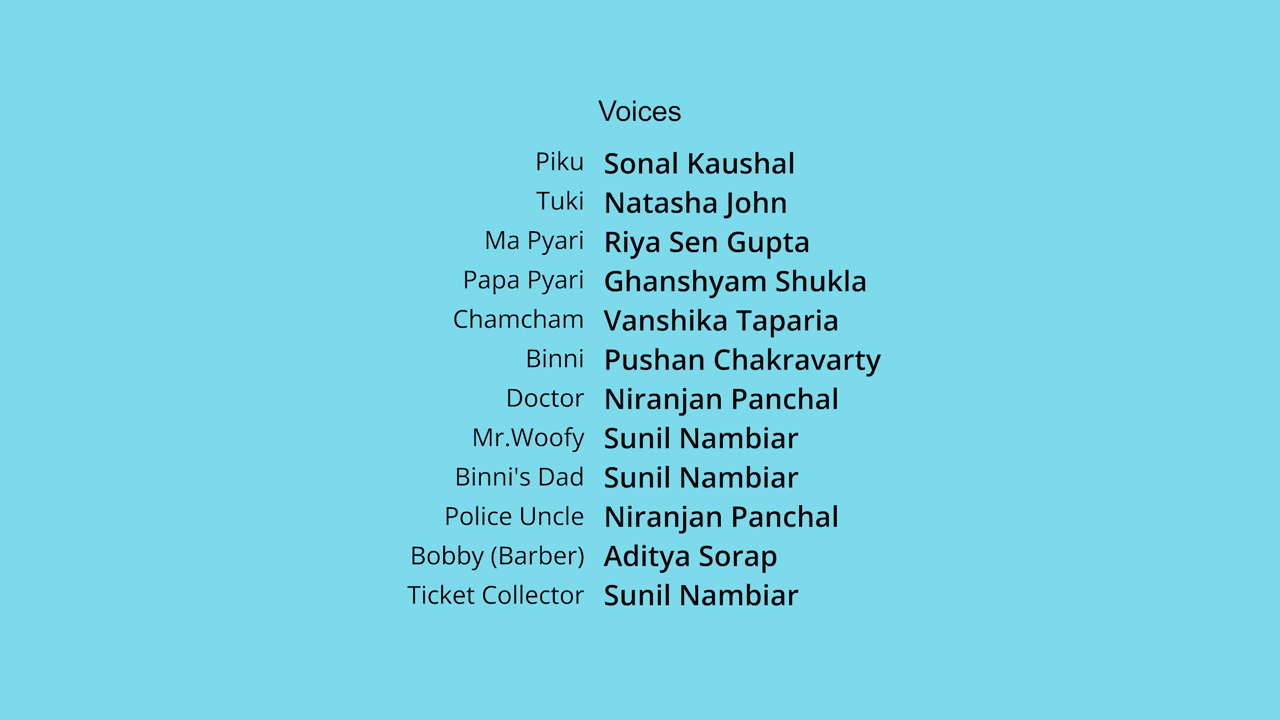 Voices
Piku Sonal Kaushal
Tuki Natasha John
Ma Pyari Riya Sen Gupta
Papa Pyari Ghanshyam Shukla
Chamcham Vanshika Taparia
Binni Pushan Chakravarty
Doctor Niranjan Panchal
Mr.Woofy Sunil Nambiar
Binni's Dad Sunil Nambiar
Police Uncle Niranjan Panchal
Bobby (Barber) Aditya Sorap
Ticket Collector Sunil Nambiar